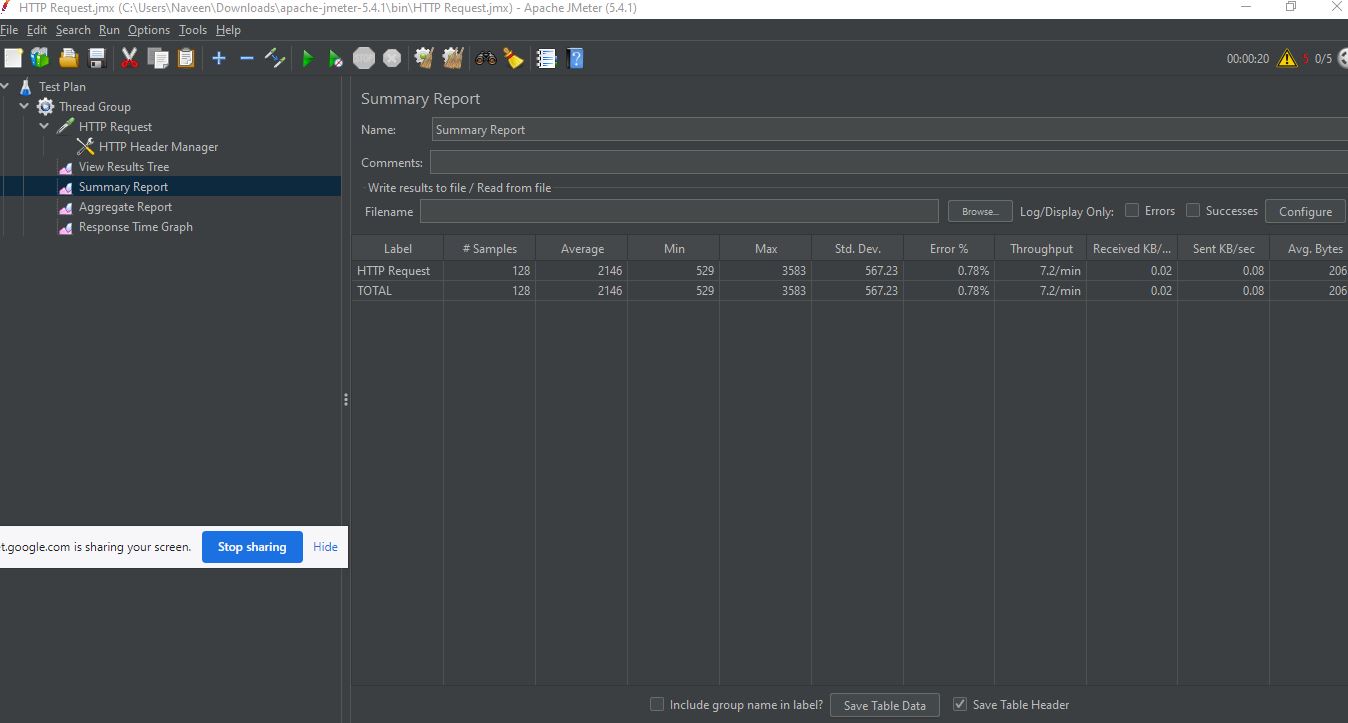 HTTP Request.jmx (C:\Users\Naveen\Downloads\apache-jmeter-5.4.1\bin\HTTP Request.jmx) - Apache JMeter (5.4.1)
File Edit Search Run Options Tools Help
STOP 00:00:20 5 0/5
Test Plan
Thread Group
HTTP Request
HTTP Header Manager
View Results Tree
Summary Report
Aggregate Report
Response Time Graph
Summary Report
Name: Summary Report
Comments:
Write results to file / Read from file
Filename Browse... Log/Display Only: Errors Successes Configure
Label # Samples Average Min Max Std. Dev. Error % Throughput Received KB/... Sent KB/sec Avg. Bytes
HTTP Request 128 2146 529 3583 567.23 0.78% 7.2/min 0.02 0.08 206
TOTAL 128 2146 529 3583 567.23 0.78% 7.2/min 0.02 0.08 206
t.google.com is sharing your screen. Stop sharing Hide
Include group name in label? Save Table Data Save Table Header